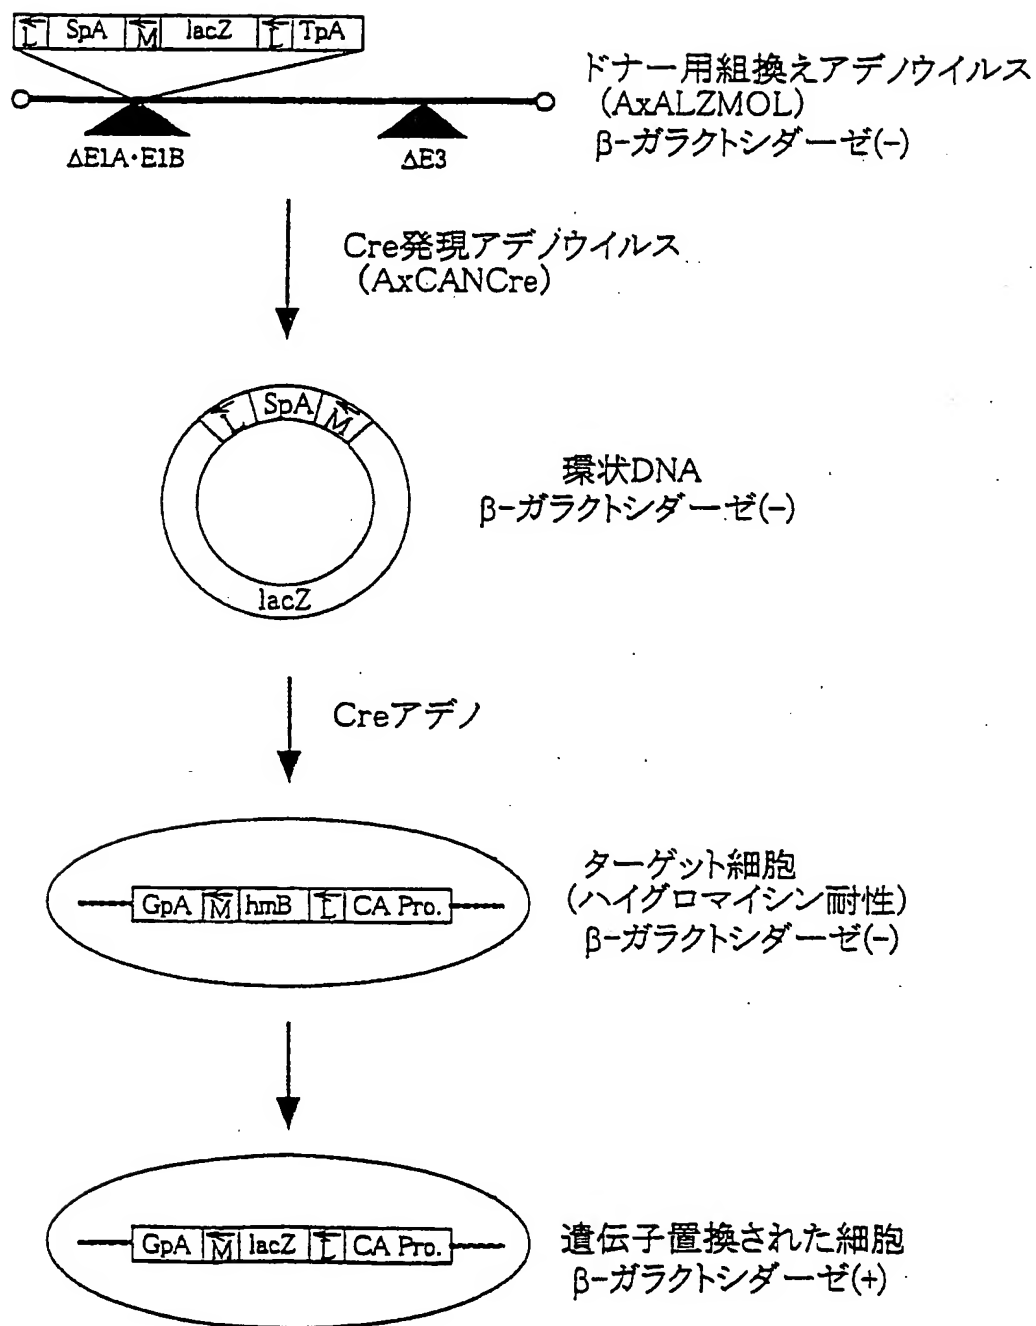 L SpA M lacZ L TpA
ドナー用組換えアデノウイルス
(AxALZMOL)
β-ガラクトシダーゼ(-)
ΔE1A・E1B
ΔE3
Cre発現アデノウイルス
(AxCANCre)
L SpA M
lacZ
環状DNA
β-ガラクトシダーゼ(-)
Creアデノ
GpA M hmB L CA Pro.
ターゲット細胞
(ハイグロマイシン耐性)
β-ガラクトシダーゼ(-)
GpA M lacZ L CA Pro.
遺伝子置換された細胞
β-ガラクトシダーゼ(+)